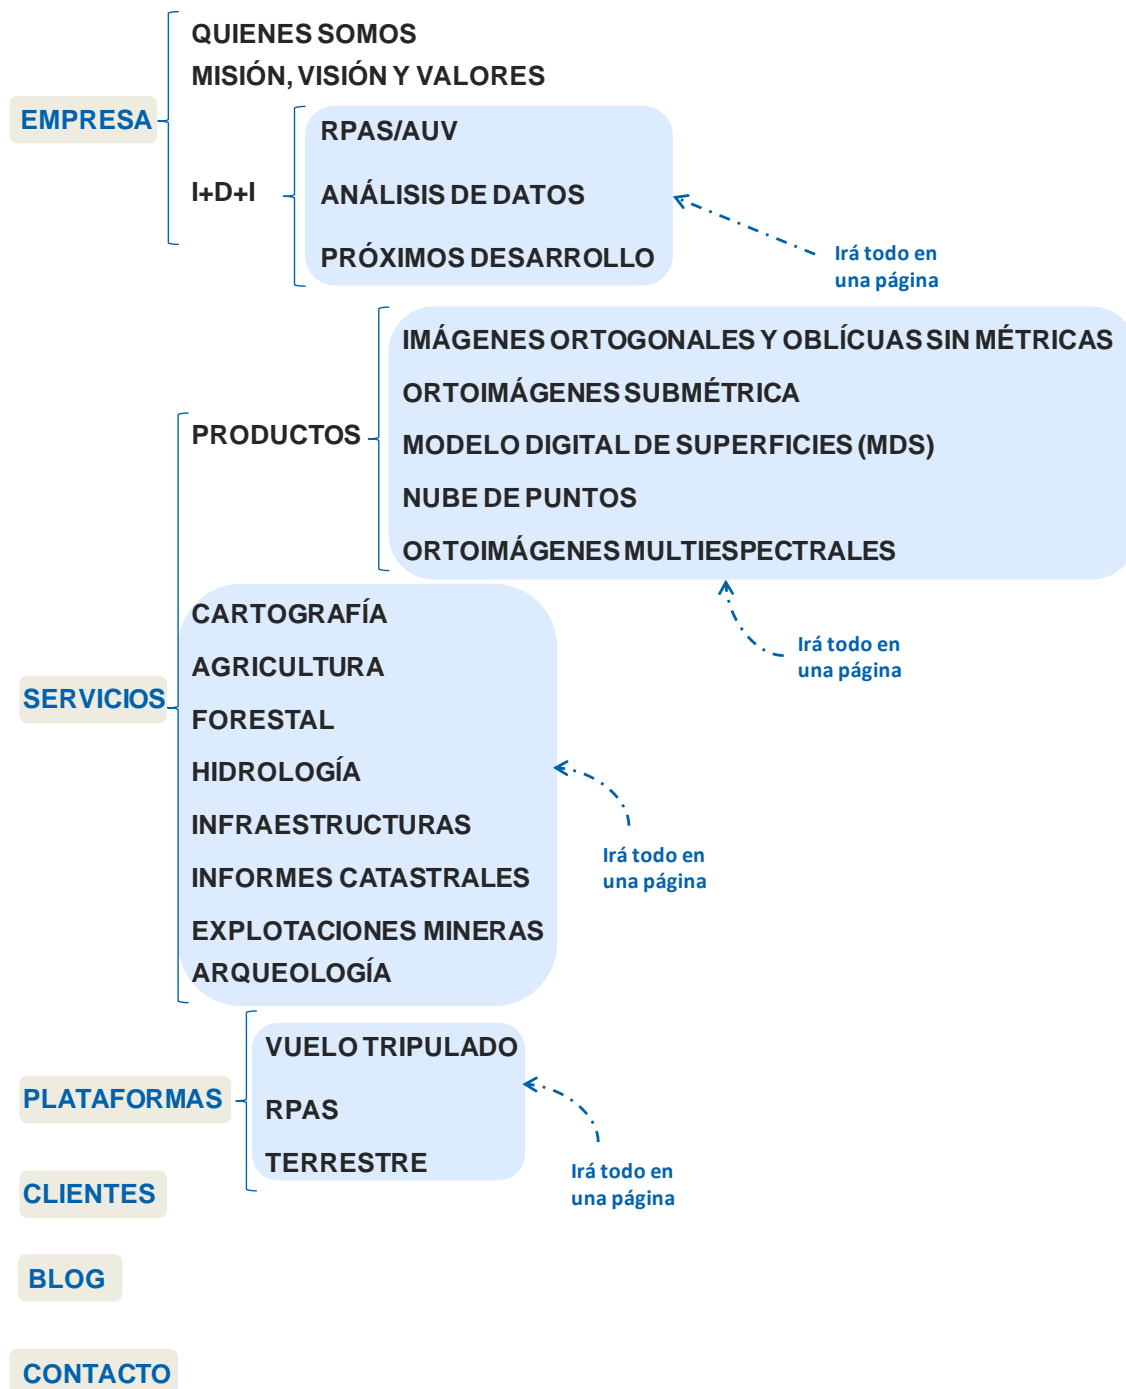 QUIENES SOMOS
MISIÓN, VISIÓN Y VALORES
EMPRESA
I+D+I
RPAS/AUV
ANÁLISIS DE DATOS
PRÓXIMOS DESARROLLO
Irá todo en
una página
IMÁGENES ORTOGONALES Y OBLÍCUAS SIN MÉTRICAS
ORTOIMÁGENES SUBMÉTRICA
PRODUCTOS
MODELO DIGITAL DE SUPERFICIES (MDS)
NUBE DE PUNTOS
ORTOIMÁGENES MULTIESPECTRALES
Irá todo en
una página
SERVICIOS
CARTOGRAFÍA
AGRICULTURA
FORESTAL
HIDROLOGÍA
INFRAESTRUCTURAS
INFORMES CATASTRALES
EXPLOTACIONES MINERAS
ARQUEOLOGÍA
Irá todo en
una página
PLATAFORMAS
VUELO TRIPULADO
RPAS
TERRESTRE
Irá todo en
una página
CLIENTES
BLOG
CONTACTO